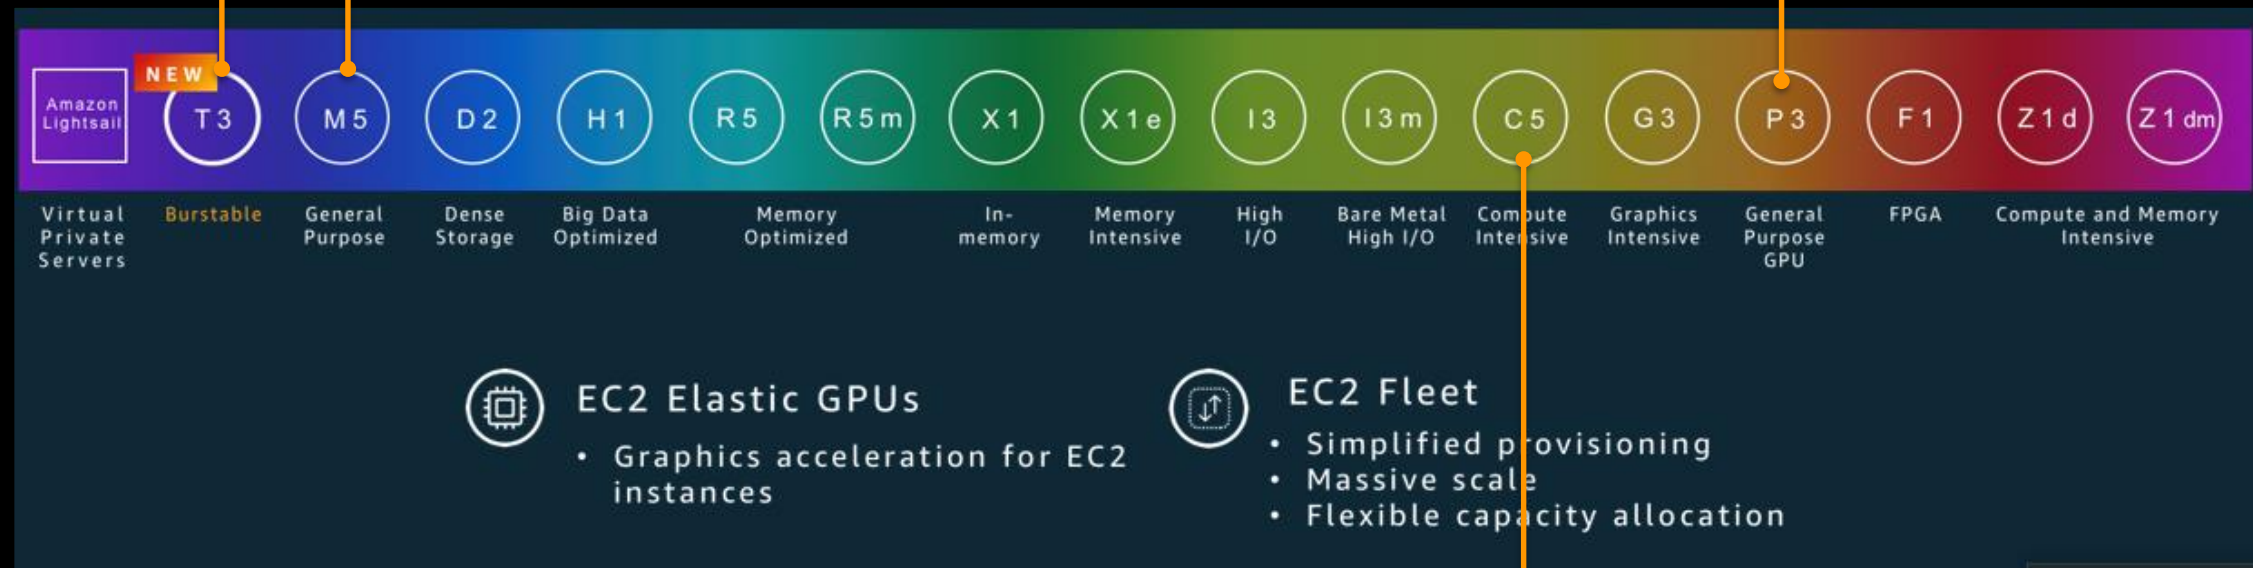 NEW
Amazon
Lightsail
T3
M5
D2
H1
R5
R5m
X1
X1e
I3
I3m
C5
G3
P3
F1
Z1d
Z1dm
Virtual
Private
Servers
Burstable
General
Purpose
Dense
Storage
Big Data
Optimized
Memory
Optimized
In-
memory
Memory
Intensive
High
I/O
Bare Metal
High I/O
Compute
Intensive
Graphics
Intensive
General
Purpose
GPU
FPGA
Compute and Memory
Intensive
EC2 Elastic GPUs
• Graphics acceleration for EC2
instances
EC2 Fleet
• Simplified provisioning
• Massive scale
• Flexible capacity allocation